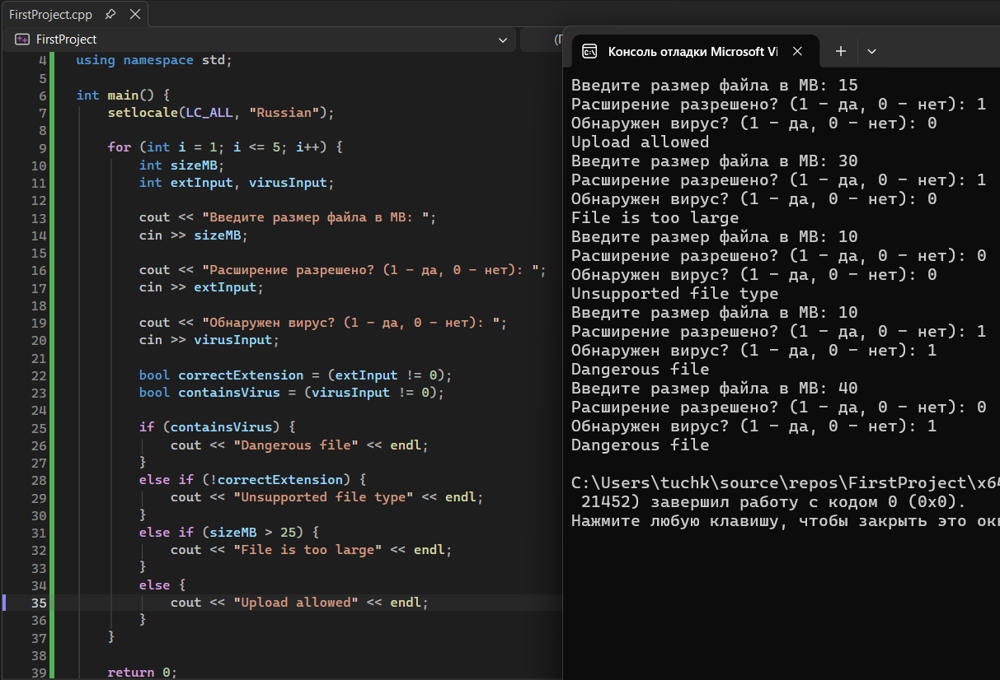 FirstProject.cpp
FirstProject
4 using namespace std;
5
6 int main() {
7 setlocale(LC_ALL, "Russian");
8
9 for (int i = 1; i <= 5; i++) {
10 int sizeMB;
11 int extInput, virusInput;
12
13 cout << "Введите размер файла в MB: ";
14 cin >> sizeMB;
15
16 cout << "Расширение разрешено? (1 - да, 0 - нет): ";
17 cin >> extInput;
18
19 cout << "Обнаружен вирус? (1 - да, 0 - нет): ";
20 cin >> virusInput;
21
22 bool correctExtension = (extInput != 0);
23 bool containsVirus = (virusInput != 0);
24
25 if (containsVirus) {
26 cout << "Dangerous file" << endl;
27 }
28 else if (!correctExtension) {
29 cout << "Unsupported file type" << endl;
30 }
31 else if (sizeMB > 25) {
32 cout << "File is too large" << endl;
33 }
34 else {
35 cout << "Upload allowed" << endl;
36 }
37 }
38
39 return 0;
Консоль отладки Microsoft Vi
Введите размер файла в MB: 15
Расширение разрешено? (1 - да, 0 - нет): 1
Обнаружен вирус? (1 - да, 0 - нет): 0
Upload allowed
Введите размер файла в MB: 30
Расширение разрешено? (1 - да, 0 - нет): 1
Обнаружен вирус? (1 - да, 0 - нет): 0
File is too large
Введите размер файла в MB: 10
Расширение разрешено? (1 - да, 0 - нет): 0
Обнаружен вирус? (1 - да, 0 - нет): 0
Unsupported file type
Введите размер файла в MB: 10
Расширение разрешено? (1 - да, 0 - нет): 1
Обнаружен вирус? (1 - да, 0 - нет): 1
Dangerous file
Введите размер файла в MB: 40
Расширение разрешено? (1 - да, 0 - нет): 0
Обнаружен вирус? (1 - да, 0 - нет): 1
Dangerous file
C:\Users\tuchk\source\repos\FirstProject\x6
21452) завершил работу с кодом 0 (0x0).
Нажмите любую клавишу, чтобы закрыть это